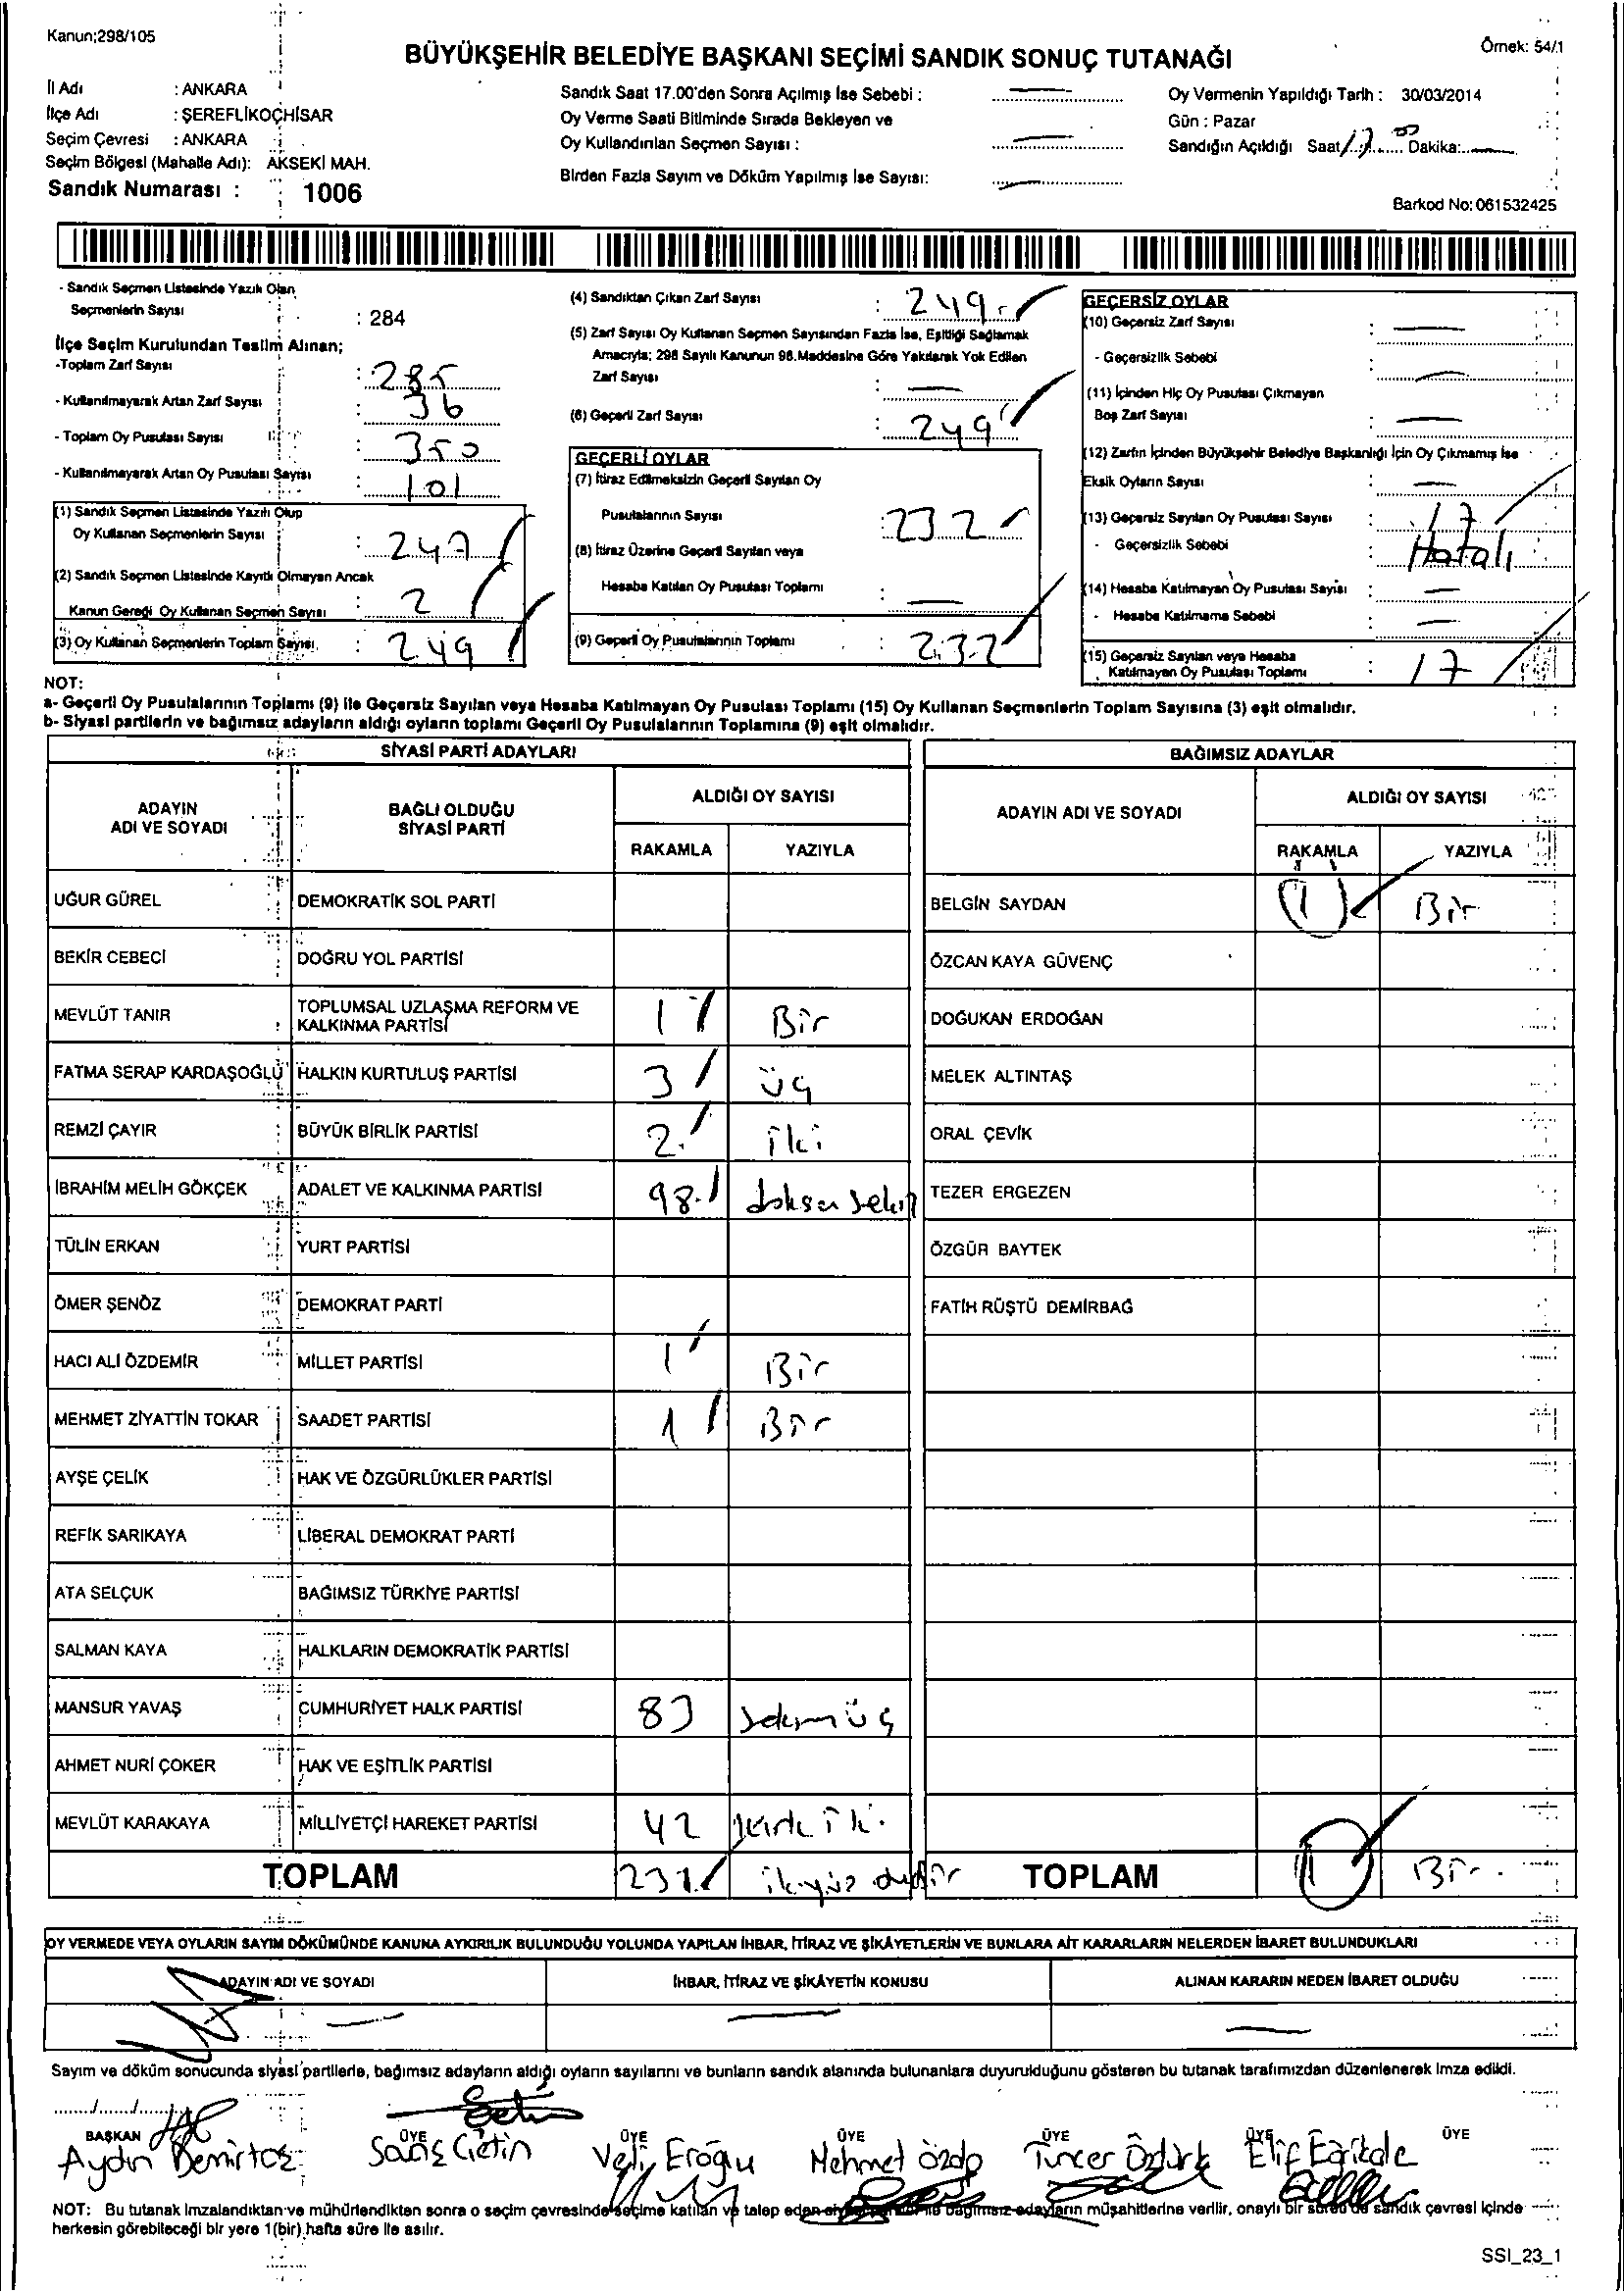 Kanun;298/105
Örnek: 54/1
BÜYÜKŞEHİR BELEDİYE BAŞKANI SEÇİMİ SANDIK SONUÇ TUTANAĞI
İl Adı : ANKARA
İlçe Adı : ŞEREFLİKOÇHİSAR
Seçim Çevresi : ANKARA
Seçim Bölgesi (Mahalle Adı): AKSEKİ MAH.
Sandık Numarası : 1006
Sandık Saat 17.00'den Sonra Açılmış İse Sebebi : —
Oy Verme Saati Bitiminde Sırada Bekleyen ve
Oy Kullandırılan Seçmen Sayısı : —
Birden Fazla Sayım ve Döküm Yapılmış İse Sayısı: —
Oy Vermenin Yapıldığı Tarih : 30/03/2014
Gün : Pazar
Sandığın Açıldığı Saat 17.00 Dakika: —
Barkod No: 061532425
- Sandık Seçmen Listesinde Yazılı Olan
Seçmenlerin Sayısı : 284
İlçe Seçim Kurulundan Teslim Alınan;
-Toplam Zarf Sayısı : 285
- Kullanılmayarak Artan Zarf Sayısı : 36
- Toplam Oy Pusulası Sayısı : 350
- Kullanılmayarak Artan Oy Pusulası Sayısı : 101
(1) Sandık Seçmen Listesinde Yazılı Olup
Oy Kullanan Seçmenlerin Sayısı : 247
(2) Sandık Seçmen Listesinde Kayıtlı Olmayan Ancak
Kanun Gereği Oy Kullanan Seçmen Sayısı : 2
(3) Oy Kullanan Seçmenlerin Toplam Sayısı : 249
(4) Sandıktan Çıkan Zarf Sayısı : 249
(5) Zarf Sayısı Oy Kullanan Seçmen Sayısından Fazla İse, Eşitliği Sağlamak
Amacıyla; 298 Sayılı Kanunun 98.Maddesine Göre Yakılarak Yok Edilen
Zarf Sayısı : —
(6) Geçerli Zarf Sayısı : 249
GEÇERLİ OYLAR
(7) İtiraz Edilmeksizin Geçerli Sayılan Oy
Pusulalarının Sayısı : 232
(8) İtiraz Üzerine Geçerli Sayılan veya
Hesaba Katılan Oy Pusulası Toplamı : —
(9) Geçerli Oy Pusulalarının Toplamı : 232
GEÇERSİZ OYLAR
(10) Geçersiz Zarf Sayısı : —
- Geçersizlik Sebebi : —
(11) İçinden Hiç Oy Pusulası Çıkmayan
Boş Zarf Sayısı : —
(12) Zarfın İçinden Büyükşehir Belediye Başkanlığı İçin Oy Çıkmamış İse
Eksik Oyların Sayısı : —
(13) Geçersiz Sayılan Oy Pusulası Sayısı : 17
- Geçersizlik Sebebi : Hatalı
(14) Hesaba Katılmayan Oy Pusulası Sayısı : —
- Hesaba Katılmama Sebebi : —
(15) Geçersiz Sayılan veya Hesaba
Katılmayan Oy Pusulası Toplamı : 17
NOT:
a- Geçerli Oy Pusulalarının Toplamı (9) ile Geçersiz Sayılan veya Hesaba Katılmayan Oy Pusulası Toplamı (15) Oy Kullanan Seçmenlerin Toplam Sayısına (3) eşit olmalıdır.
b- Siyasi partilerin ve bağımsız adayların aldığı oyların toplamı Geçerli Oy Pusulalarının Toplamına (9) eşit olmalıdır.
SİYASİ PARTİ ADAYLARI
ADAYIN ADI VE SOYADI BAĞLI OLDUĞU SİYASİ PARTİ ALDIĞI OY SAYISI
RAKAMLA YAZIYLA
UĞUR GÜREL DEMOKRATİK SOL PARTİ
BEKİR CEBECİ DOĞRU YOL PARTİSİ
MEVLÜT TANIR TOPLUMSAL UZLAŞMA REFORM VE KALKINMA PARTİSİ 1 Bir
FATMA SERAP KARDAŞOĞLU HALKIN KURTULUŞ PARTİSİ 3 üç
REMZİ ÇAYIR BÜYÜK BİRLİK PARTİSİ 2 iki
İBRAHİM MELİH GÖKÇEK ADALET VE KALKINMA PARTİSİ 98 doksan sekiz
TÜLİN ERKAN YURT PARTİSİ
ÖMER ŞENÖZ DEMOKRAT PARTİ
HACI ALİ ÖZDEMİR MİLLET PARTİSİ 1 Bir
MEHMET ZİYATTİN TOKAR SAADET PARTİSİ 1 Bir
AYŞE ÇELİK HAK VE ÖZGÜRLÜKLER PARTİSİ
REFİK SARIKAYA LİBERAL DEMOKRAT PARTİ
ATA SELÇUK BAĞIMSIZ TÜRKİYE PARTİSİ
SALMAN KAYA HALKLARIN DEMOKRATİK PARTİSİ
MANSUR YAVAŞ CUMHURİYET HALK PARTİSİ 83 seksen üç
AHMET NURİ ÇOKER HAK VE EŞİTLİK PARTİSİ
MEVLÜT KARAKAYA MİLLİYETÇİ HAREKET PARTİSİ 42 kırk iki
TOPLAM 231
BAĞIMSIZ ADAYLAR
ADAYIN ADI VE SOYADI ALDIĞI OY SAYISI
RAKAMLA YAZIYLA
BELGİN SAYDAN 1 Bir
ÖZCAN KAYA GÜVENÇ
DOĞUKAN ERDOĞAN
MELEK ALTINTAŞ
ORAL ÇEVİK
TEZER ERGEZEN
ÖZGÜR BAYTEK
FATİH RÜŞTÜ DEMİRBAĞ
TOPLAM 1 Bir
OY VERMEDE VEYA OYLARIN SAYIM DÖKÜMÜNDE KANUNA AYKIRILIK BULUNDUĞU YOLUNDA YAPILAN İHBAR, İTİRAZ VE ŞİKÂYETLERİN VE BUNLARA AİT KARARLARIN NELERDEN İBARET BULUNDUKLARI
ADAYIN ADI VE SOYADI İHBAR, İTİRAZ VE ŞİKÂYETİN KONUSU ALINAN KARARIN NEDEN İBARET OLDUĞU
— — —
Sayım ve döküm sonucunda siyasi partilerle, bağımsız adayların aldığı oyların sayılarını ve bunların sandık alanında bulunanlara duyurulduğunu gösteren bu tutanak tarafımızdan düzenlenerek imza edildi.
....../....../......
BAŞKAN ÜYE ÜYE ÜYE ÜYE ÜYE ÜYE
Aydın Veli Eroğlu Mehmet Tuncer Elif
NOT: Bu tutanak imzalandıktan ve mühürlendikten sonra o seçim çevresinde seçime katılan ve talep eden bağımsız adayların müşahitlerine verilir, onaylı bir sureti de sandık çevresi içinde
herkesin görebileceği bir yere 1(bir) hafta süre ile asılır.
SSI_23_1